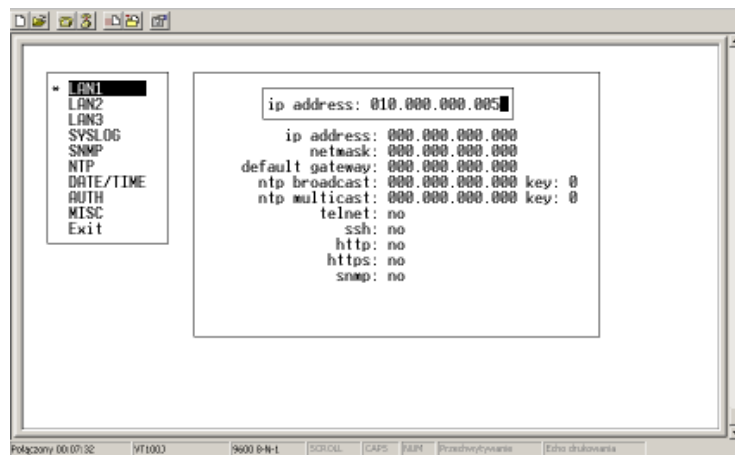 * LAN1
LAN2
LAN3
SYSLOG
SNMP
NTP
DATE/TIME
AUTH
MISC
Exit
ip address: 010.000.000.005
ip address: 000.000.000.000
netmask: 000.000.000.000
default gateway: 000.000.000.000
ntp broadcast: 000.000.000.000 key: 0
ntp multicast: 000.000.000.000 key: 0
telnet: no
ssh: no
http: no
https: no
snmp: no
Połączony 00:07:32 VT100J 9600 8-N-1 SCROLL CAPS NUM Przechwytywanie Echo drukowania